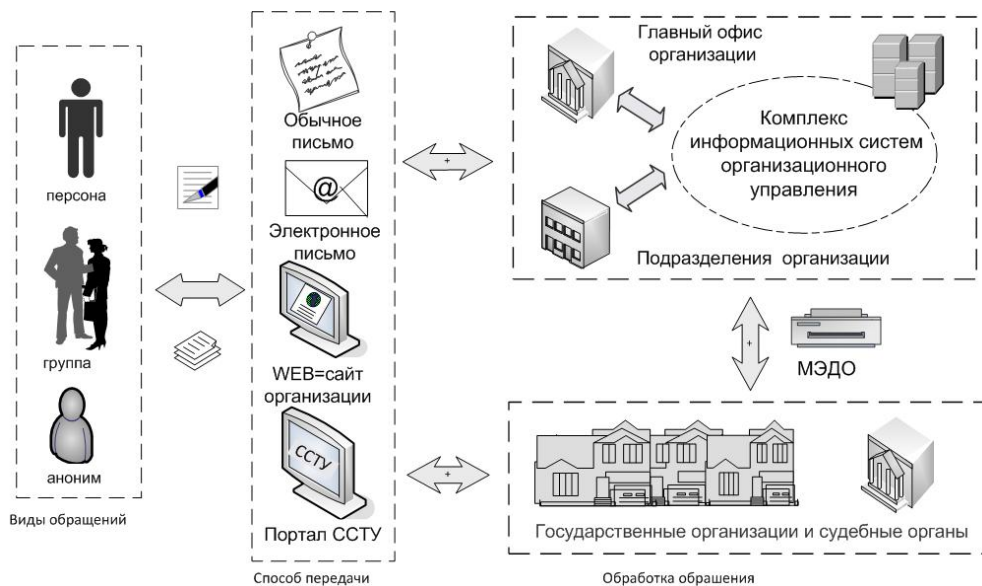 персона
группа
аноним
Виды обращений
Обычное
письмо
@
Электронное
письмо
WEB=сайт
организации
ССТУ
Портал ССТУ
Способ передачи
+
+
Главный офис
организации
Комплекс
информационных систем
организационного
управления
Подразделения организации
+
МЭДО
Государственные организации и судебные органы
Обработка обрашения